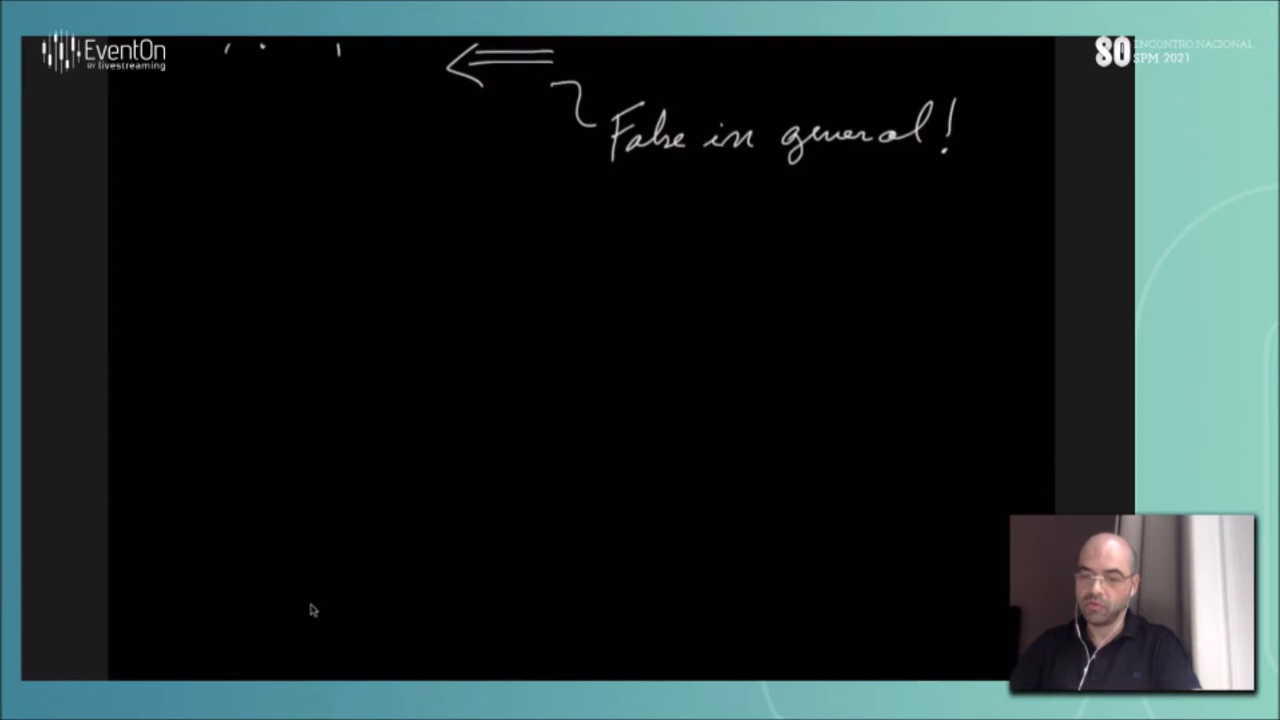 EventOn
BY livestreaming
80 ENCONTRO NACIONAL
SPM 2021
⇐
False in general!